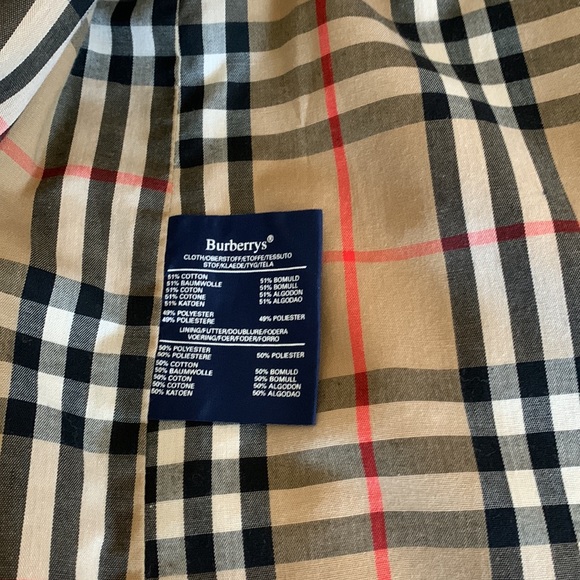 Burberrys®
CLOTH/OBERSTOFF/ETOFFE/TESSUTO
STOF/KLAEDE/TYG/TELA
51% COTTON 51% BOMULD
51% BAUMWOLLE 51% BOMULL
51% COTON 51% ALGODON
51% COTONE 51% ALGODAO
51% KATOEN
49% POLYESTER 49% POLIESTER
49% POLIESTERE
LINING/FUTTER/DOUBLURE/FODERA
VOERING/FOER/FODER/FORRO
50% POLYESTER 50% POLIESTER
50% POLIESTERE
50% COTTON 50% BOMULD
50% BAUMWOLLE 50% BOMULL
50% COTON 50% ALGODON
50% COTONE 50% ALGODAO
50% KATOEN